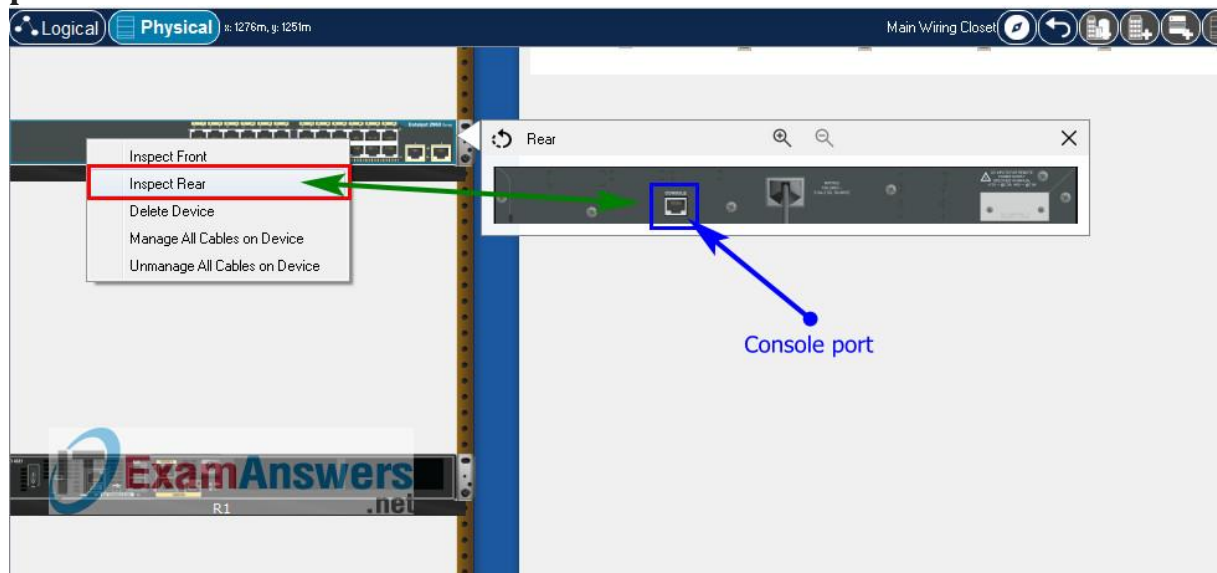 Logical
Physical
x: 1276m, y: 1251m
Main Wiring Closet
Inspect Front
Inspect Rear
Delete Device
Manage All Cables on Device
Unmanage All Cables on Device
Rear
CONSOLE
Console port
IT ExamAnswers
.net
R1